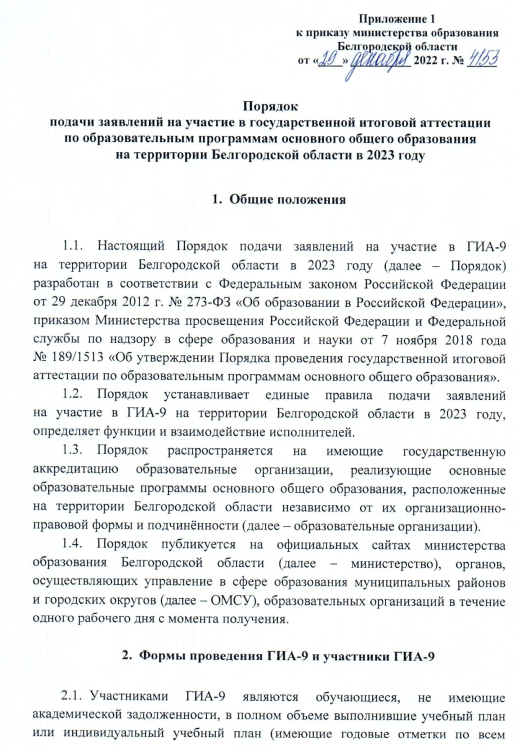 Приложение 1
к приказу министерства образования
Белгородской области
от «29» декабря 2022 г. № 4153
Порядок
подачи заявлений на участие в государственной итоговой аттестации
по образовательным программам основного общего образования
на территории Белгородской области в 2023 году
1. Общие положения
1.1. Настоящий Порядок подачи заявлений на участие в ГИА-9
на территории Белгородской области в 2023 году (далее – Порядок)
разработан в соответствии с Федеральным законом Российской Федерации
от 29 декабря 2012 г. № 273-ФЗ «Об образовании в Российской Федерации»,
приказом Министерства просвещения Российской Федерации и Федеральной
службы по надзору в сфере образования и науки от 7 ноября 2018 года
№ 189/1513 «Об утверждении Порядка проведения государственной итоговой
аттестации по образовательным программам основного общего образования».
1.2. Порядок устанавливает единые правила подачи заявлений
на участие в ГИА-9 на территории Белгородской области в 2023 году,
определяет функции и взаимодействие исполнителей.
1.3. Порядок распространяется на имеющие государственную
аккредитацию образовательные организации, реализующие основные
образовательные программы основного общего образования, расположенные
на территории Белгородской области независимо от их организационно-
правовой формы и подчинённости (далее – образовательные организации).
1.4. Порядок публикуется на официальных сайтах министерства
образования Белгородской области (далее – министерство), органов,
осуществляющих управление в сфере образования муниципальных районов
и городских округов (далее – ОМСУ), образовательных организаций в течение
одного рабочего дня с момента получения.
2. Формы проведения ГИА-9 и участники ГИА-9
2.1. Участниками ГИА-9 являются обучающиеся, не имеющие
академической задолженности, в полном объеме выполнившие учебный план
или индивидуальный учебный план (имеющие годовые отметки по всем